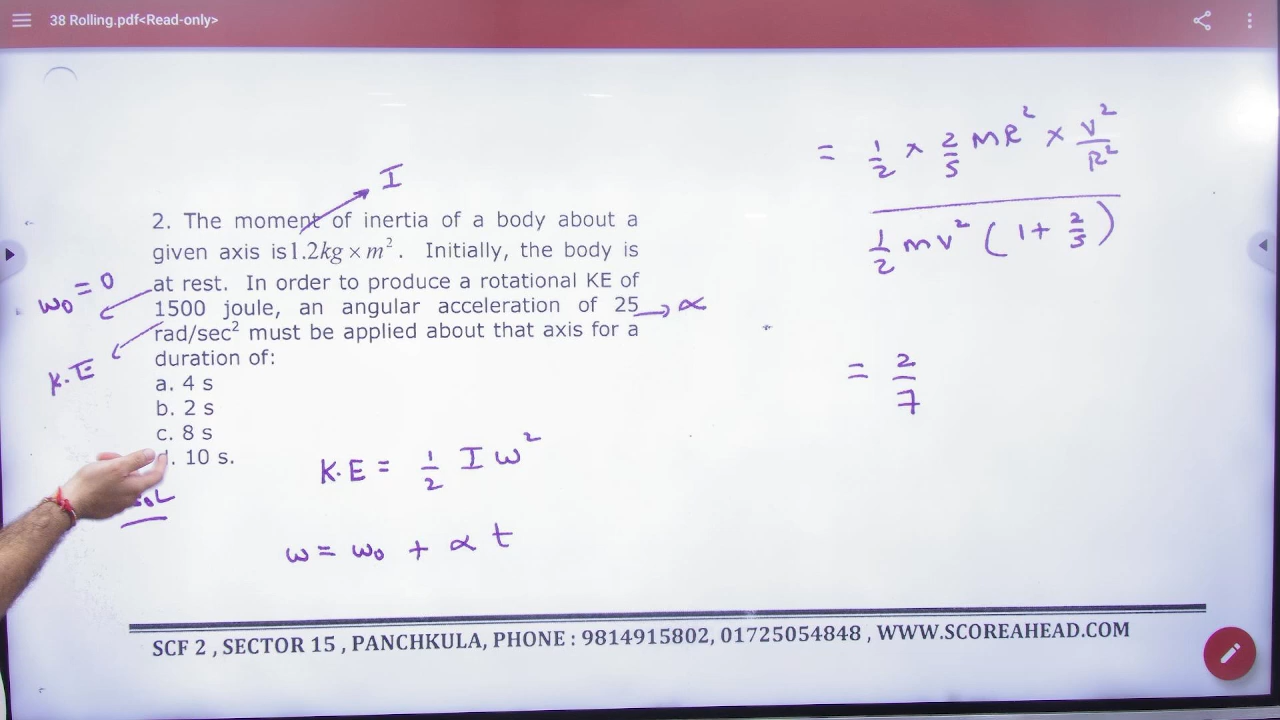 38 Rolling.pdf<Read-only>
I
2. The moment of inertia of a body about a
given axis is 1.2kg × m². Initially, the body is
at rest. In order to produce a rotational KE of
1500 joule, an angular acceleration of 25
rad/sec² must be applied about that axis for a
duration of:
a. 4 s
b. 2 s
c. 8 s
d. 10 s.
ω₀ = 0
K.E
→ α
SOL
K.E = 1/2 I ω²
ω = ω₀ + α t
= 1/2 × 2/5 MR² × V²/R²
1/2 m v² (1 + 2/5)
= 2/7
SCF 2 , SECTOR 15 , PANCHKULA, PHONE : 9814915802, 01725054848 , WWW.SCOREAHEAD.COM